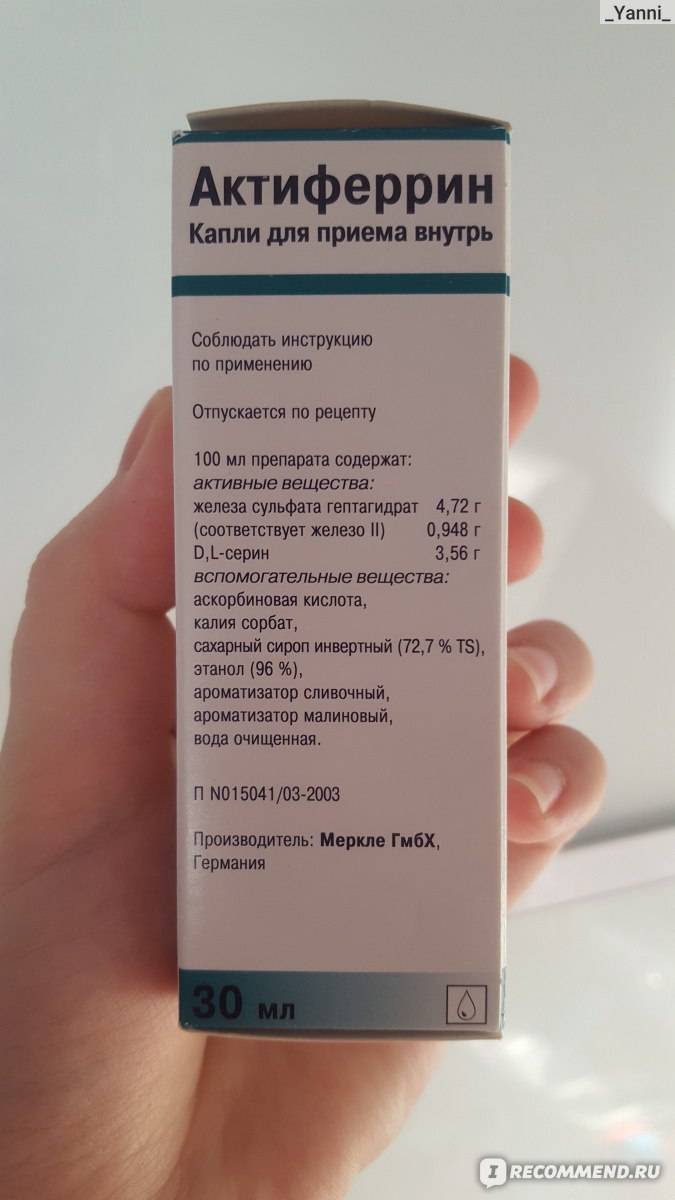 _Yanni_
Актиферрин
Капли для приема внутрь
Соблюдать инструкцию
по применению
Отпускается по рецепту
100 мл препарата содержат:
активные вещества:
железа сульфата гептагидрат 4,72 г
(соответствует железо II) 0,948 г
D,L-серин 3,56 г
вспомогательные вещества:
аскорбиновая кислота,
калия сорбат,
сахарный сироп инвертный (72,7 % TS),
этанол (96 %),
ароматизатор сливочный,
ароматизатор малиновый,
вода очищенная.
П N015041/03-2003
Производитель: Меркле ГмбХ,
Германия
30 мл
I RECOMMEND.RU